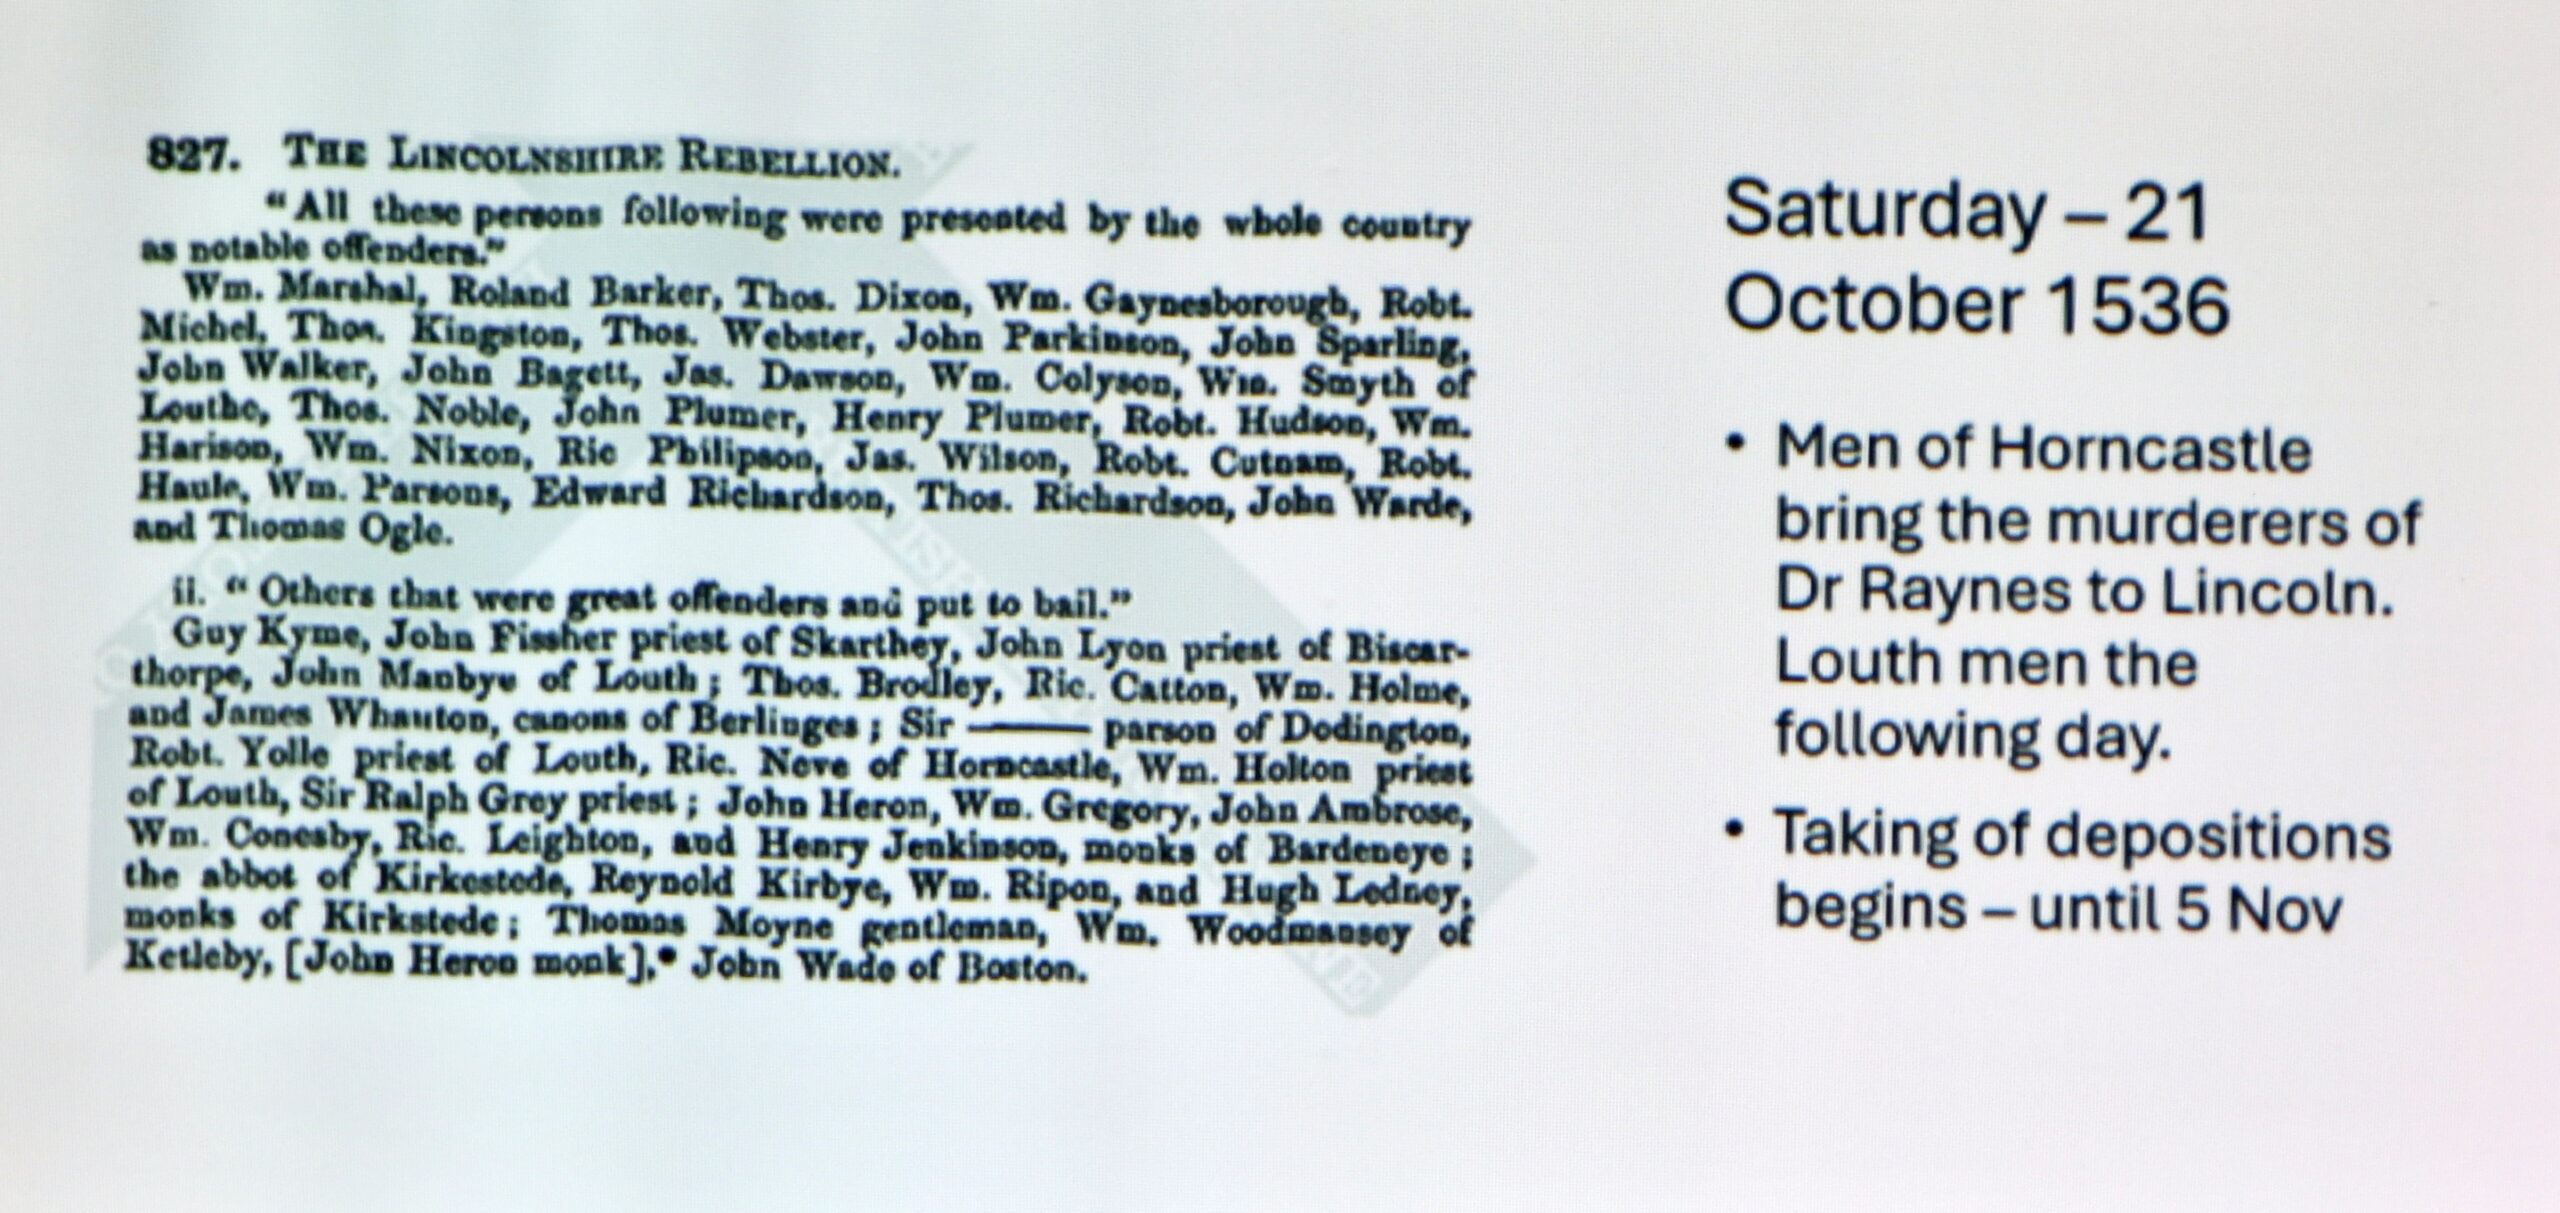 827. THE LINCOLNSHIRE REBELLION.
"All these persons following were presented by the whole country
as notable offenders."
Wm. Marshal, Roland Barker, Thos. Dixon, Wm. Gaynesborough, Robt.
Michel, Thos. Kingston, Thos. Webster, John Parkinson, John Sparling,
John Walker, John Bagett, Jas. Dawson, Wm. Colyson, Wm. Smyth of
Louthe, Thos. Noble, John Plumer, Henry Plumer, Robt. Hudson, Wm.
Harison, Wm. Nixon, Ric Philipson, Jas. Wilson, Robt. Cutnam, Robt.
Haule, Wm. Parsons, Edward Richardson, Thos. Richardson, John Warde,
and Thomas Ogle.
ii. "Others that were great offenders and put to bail."
Guy Kyme, John Fissher priest of Skarthey, John Lyon priest of Biscar-
thorpe, John Manbye of Louth; Thos. Brodley, Ric. Catton, Wm. Holme,
and James Whauton, canons of Berlinges; Sir —— parson of Dodington,
Robt. Yolle priest of Louth, Ric. Neve of Horncastle, Wm. Holton priest
of Louth, Sir Ralph Grey priest; John Heron, Wm. Gregory, John Ambrose,
Wm. Conesby, Ric. Leighton, and Henry Jenkinson, monks of Bardeneye;
the abbot of Kirkestede, Reynold Kirbye, Wm. Ripon, and Hugh Ledney,
monks of Kirkstede; Thomas Moyne gentleman, Wm. Woodmansey of
Ketleby, [John Heron monk],* John Wade of Boston.
Saturday – 21
October 1536
• Men of Horncastle
bring the murderers of
Dr Raynes to Lincoln.
Louth men the
following day.
• Taking of depositions
begins – until 5 Nov